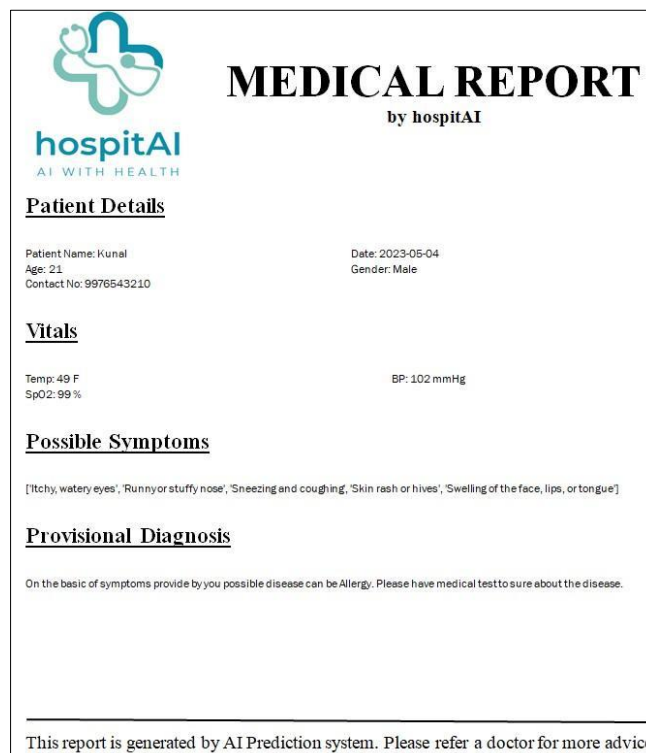 MEDICAL REPORT
by hospitAI
hospitAI
AI WITH HEALTH
Patient Details
Patient Name: Kunal
Date: 2023-05-04
Age: 21
Gender: Male
Contact No: 9976543210
Vitals
Temp: 49 F
BP: 102 mmHg
SpO2: 99 %
Possible Symptoms
['Itchy, watery eyes', 'Runny or stuffy nose', 'Sneezing and coughing, 'Skin rash or hives', 'Swelling of the face, lips, or tongue']
Provisional Diagnosis
On the basic of symptoms provide by you possible disease can be Allergy. Please have medical test to sure about the disease.
This report is generated by AI Prediction system. Please refer a doctor for more advice